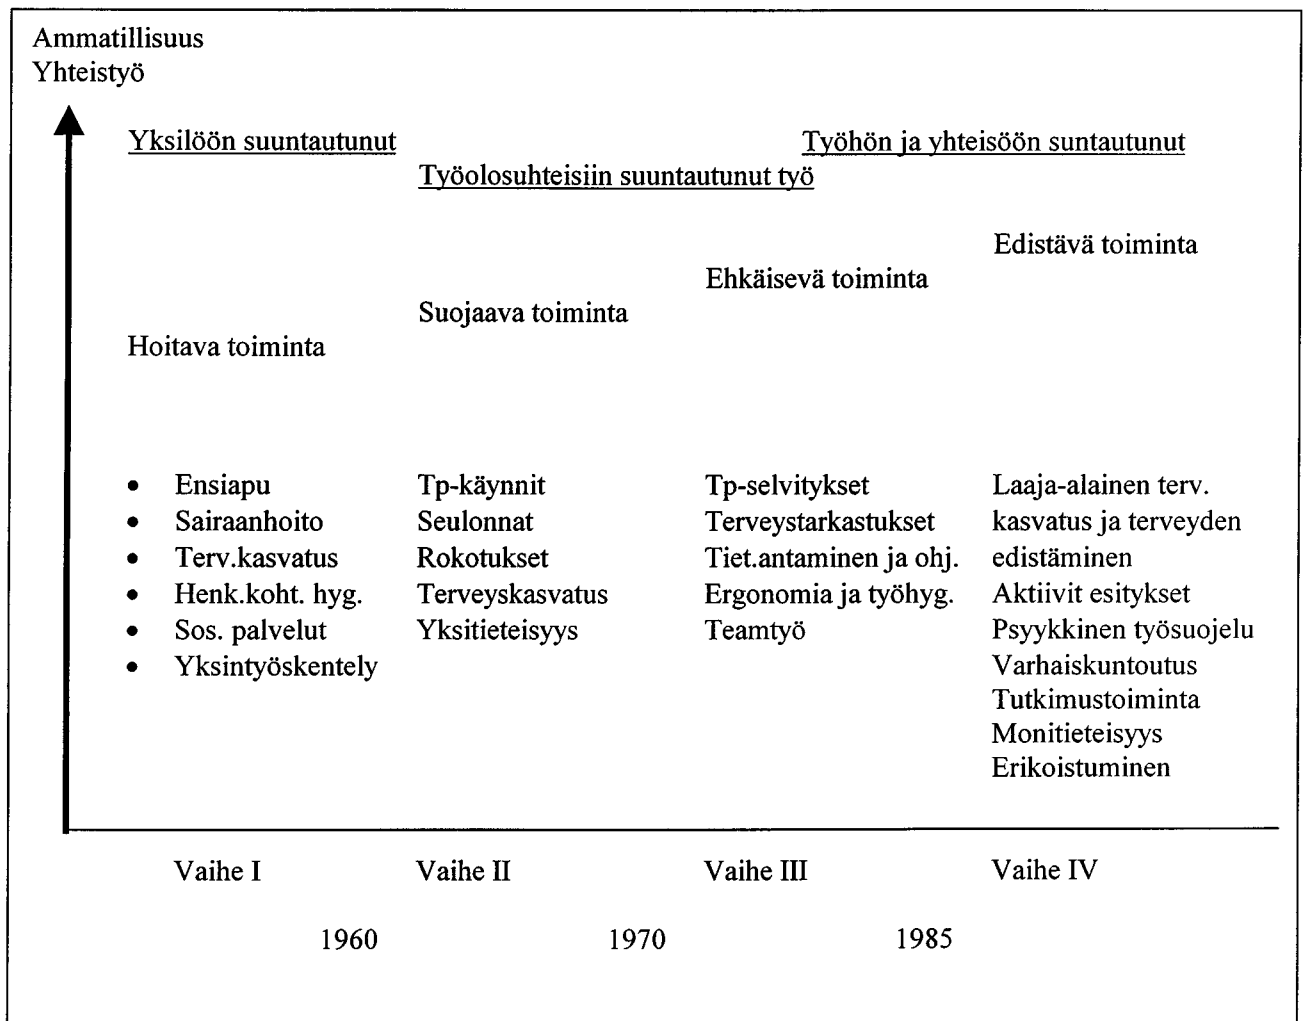 Ammatillisuus
Yhteistyö
Yksilöön suuntautunut
Työhön ja yhteisöön suntautunut
Työolosuhteisiin suuntautunut työ
Edistävä toiminta
Ehkäisevä toiminta
Suojaava toiminta
Hoitava toiminta
• Ensiapu
• Sairaanhoito
• Terv.kasvatus
• Henk.koht. hyg.
• Sos. palvelut
• Yksintyöskentely
Tp-käynnit
Seulonnat
Rokotukset
Terveyskasvatus
Yksitieteisyys
Tp-selvitykset
Terveystarkastukset
Tiet.antaminen ja ohj.
Ergonomia ja työhyg.
Teamtyö
Laaja-alainen terv.
kasvatus ja terveyden
edistäminen
Aktiivit esitykset
Psyykkinen työsuojelu
Varhaiskuntoutus
Tutkimustoiminta
Monitieteisyys
Erikoistuminen
Vaihe I
Vaihe II
Vaihe III
Vaihe IV
1960
1970
1985